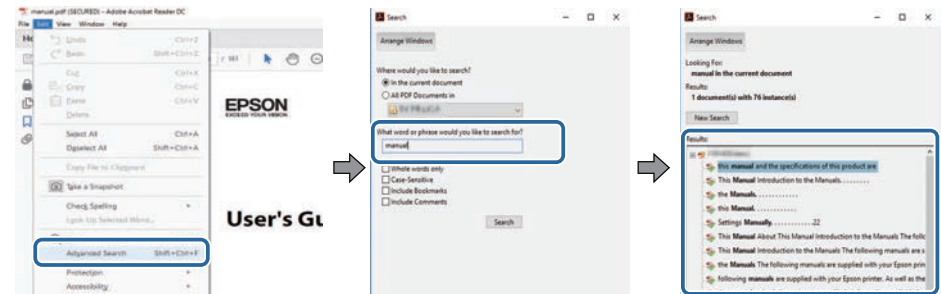 manual.pdf (SECURED) - Adobe Acrobat Reader DC
File Edit View Window Help
Undo Ctrl+Z
Redo Shift+Ctrl+Z
Cut Ctrl+X
Copy Ctrl+C
Paste Ctrl+V
Delete
Select All Ctrl+A
Deselect All Shift+Ctrl+A
Copy File to Clipboard
Take a Snapshot
Check Spelling
Look Up Selected Word...
Advanced Search Shift+Ctrl+F
Protection
Accessibility
EPSON
EXCEED YOUR VISION
User's Gu
Search
Arrange Windows
Where would you like to search?
In the current document
All PDF Documents in
What word or phrase would you like to search for?
manual
Whole words only
Case-Sensitive
Include Bookmarks
Include Comments
Search
Search
Arrange Windows
Looking For:
manual in the current document
Results:
1 document(s) with 76 instance(s)
New Search
Results:
this manual and the specifications of this product are
This Manual Introduction to the Manuals. . . . . . . . .
the Manuals. . . . . . . . . . . .
this Manual. . . . . . . . . . . . .
Settings Manually. . . . . . . . . . . . .22
This Manual About This Manual Introduction to the Manuals The follo
This Manual Introduction to the Manuals The following manuals are s
the Manuals The following manuals are supplied with your Epson prin
following manuals are supplied with your Epson printer. As well as the